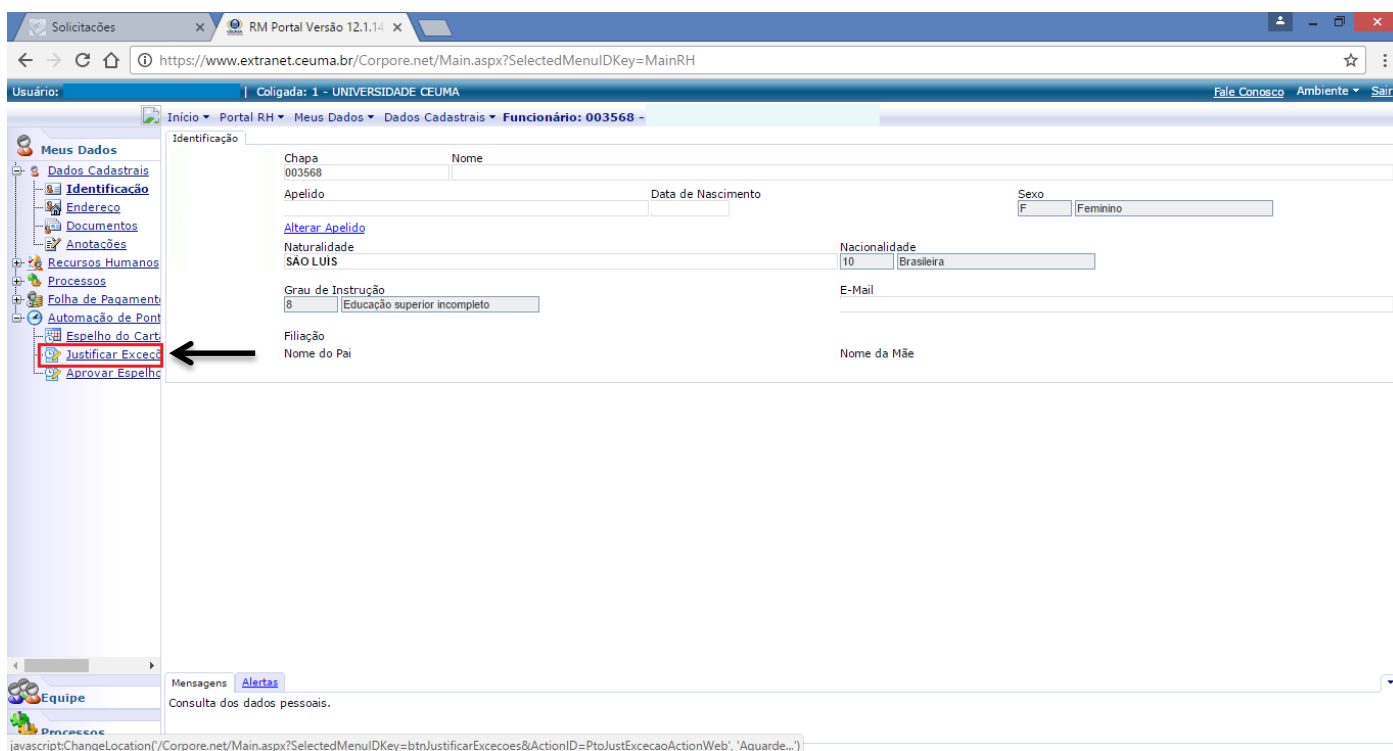 Solicitacões
RM Portal Versão 12.1.14
https://www.extranet.ceuma.br/Corpore.net/Main.aspx?SelectedMenuIDKey=MainRH
Usuário: | Coligada: 1 - UNIVERSIDADE CEUMA Fale Conosco Ambiente Sair
Início Portal RH Meus Dados Dados Cadastrais Funcionário: 003568 -
Meus Dados
Dados Cadastrais
Identificação
Endereço
Documentos
Anotações
Recursos Humanos
Processos
Folha de Pagament
Automação de Pont
Espelho do Cart
Justificar Exceçõ
Aprovar Espelho
Equipe
Processos
Identificação
Chapa Nome
003568
Apelido Data de Nascimento Sexo
F Feminino
Alterar Apelido
Naturalidade Nacionalidade
SÃO LUÍS 10 Brasileira
Grau de Instrução E-Mail
8 Educação superior incompleto
Filiação
Nome do Pai Nome da Mãe
Mensagens Alertas
Consulta dos dados pessoais.
javascript:ChangeLocation('/Corpore.net/Main.aspx?SelectedMenuIDKey=btnJustificarExcecoes&ActionID=PtoJustExcecaoActionWeb', 'Aguarde...')